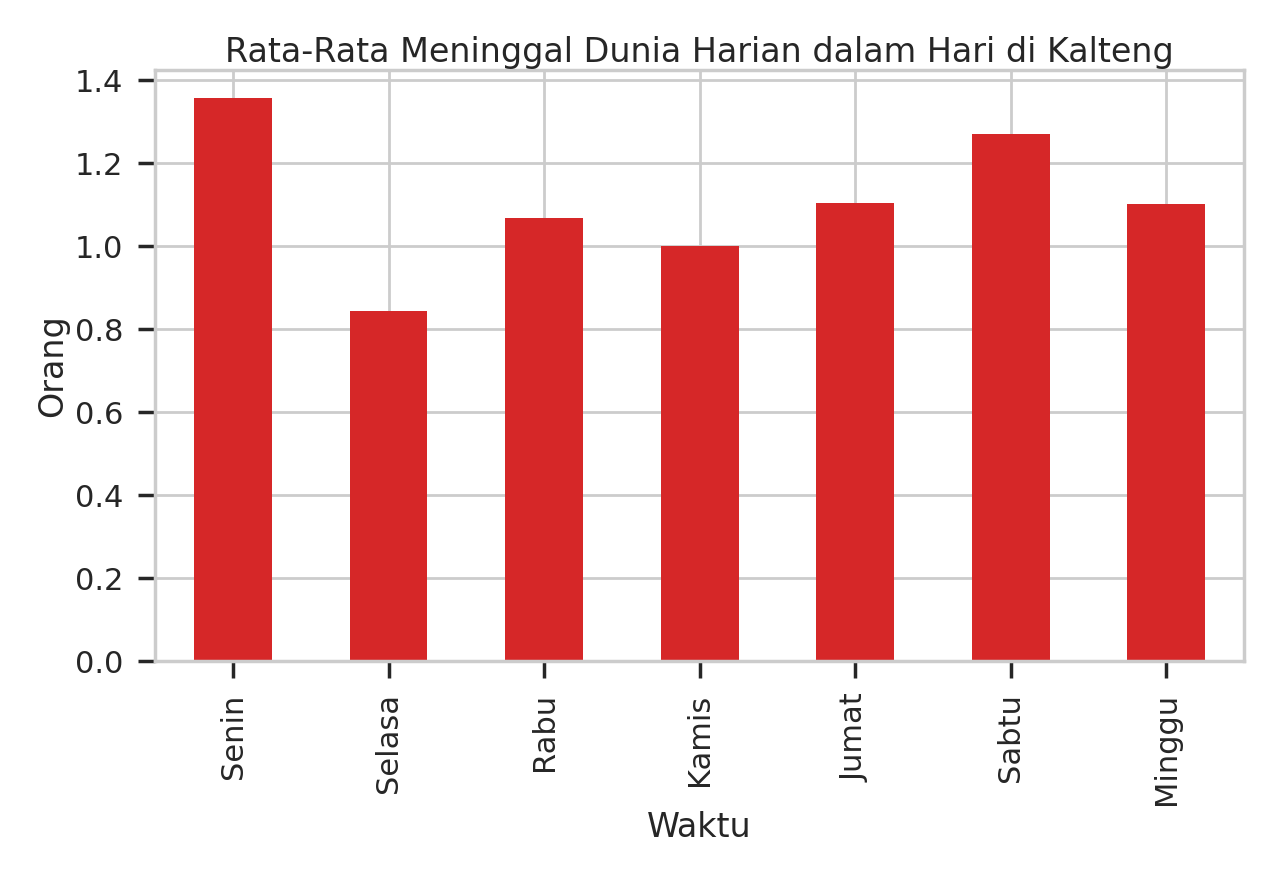 Rata-Rata Meninggal Dunia Harian dalam Hari di Kalteng
1.4
1.2
1.0
0.8
0.6
0.4
0.2
0.0
Orang
Senin
Selasa
Rabu
Kamis
Jumat
Sabtu
Minggu
Waktu